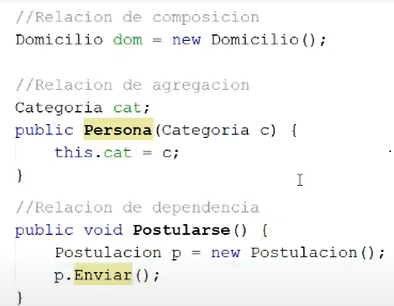 //Relacion de composicion
Domicilio dom = new Domicilio();
//Relacion de agregacion
Categoria cat;
public Persona(Categoria c) {
this.cat = c;
}
//Relacion de dependencia
public void Postularse() {
Postulacion p = new Postulacion();
p.Enviar();
}